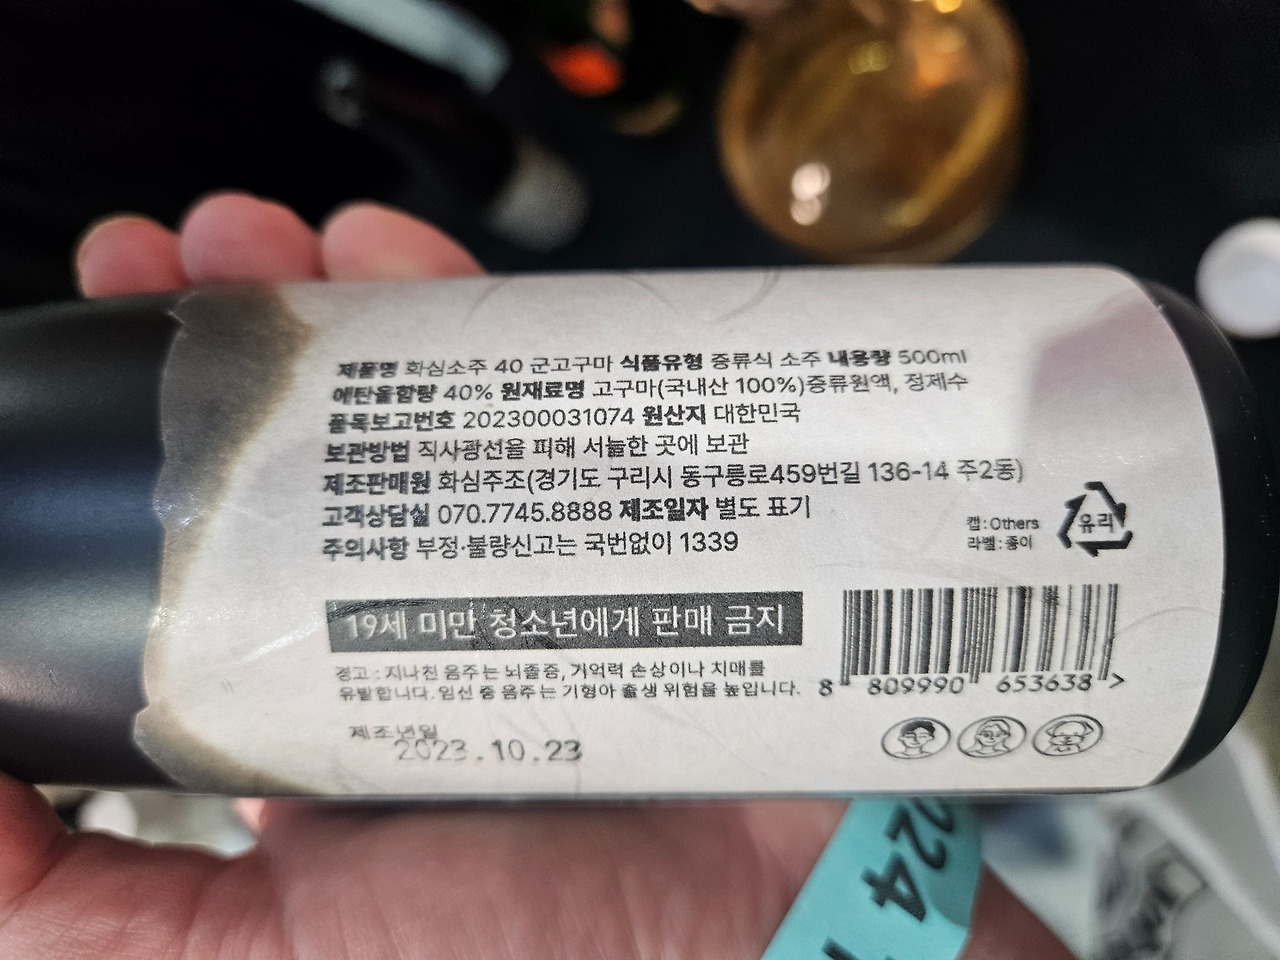 제품명 화심소주 40 군고구마 식품유형 증류식 소주 내용량 500ml
에탄올함량 40% 원재료명 고구마(국내산 100%)증류원액, 정제수
품목보고번호 202300031074 원산지 대한민국
보관방법 직사광선을 피해 서늘한 곳에 보관
제조판매원 화심주조(경기도 구리시 동구릉로459번길 136-14 주2동)
고객상담실 070.7745.8888 제조일자 별도 표기
주의사항 부정·불량신고는 국번없이 1339
캡:Others
라벨:종이
유리
19세 미만 청소년에게 판매 금지
경고 : 지나친 음주는 뇌졸중, 기억력 손상이나 치매를
유발합니다. 임신 중 음주는 기형아 출생 위험을 높입니다.
8 809990 653638 >
제조년월일
2023.10.23